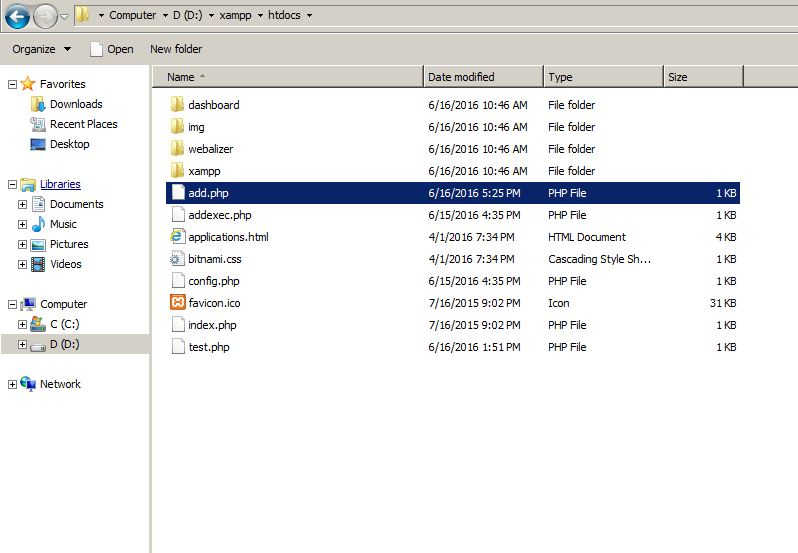 Computer D (D:) xampp htdocs
Organize Open New folder
Favorites
Downloads
Recent Places
Desktop
Libraries
Documents
Music
Pictures
Videos
Computer
C (C:)
D (D:)
Network
Name Date modified Type Size
dashboard 6/16/2016 10:46 AM File folder
img 6/16/2016 10:46 AM File folder
webalizer 6/16/2016 10:46 AM File folder
xampp 6/16/2016 10:46 AM File folder
add.php 6/16/2016 5:25 PM PHP File 1 KB
addexec.php 6/15/2016 4:35 PM PHP File 1 KB
applications.html 4/1/2016 7:34 PM HTML Document 4 KB
bitnami.css 4/1/2016 7:34 PM Cascading Style Sh... 1 KB
config.php 6/15/2016 4:35 PM PHP File 1 KB
favicon.ico 7/16/2015 9:02 PM Icon 31 KB
index.php 7/16/2015 9:02 PM PHP File 1 KB
test.php 6/16/2016 1:51 PM PHP File 1 KB